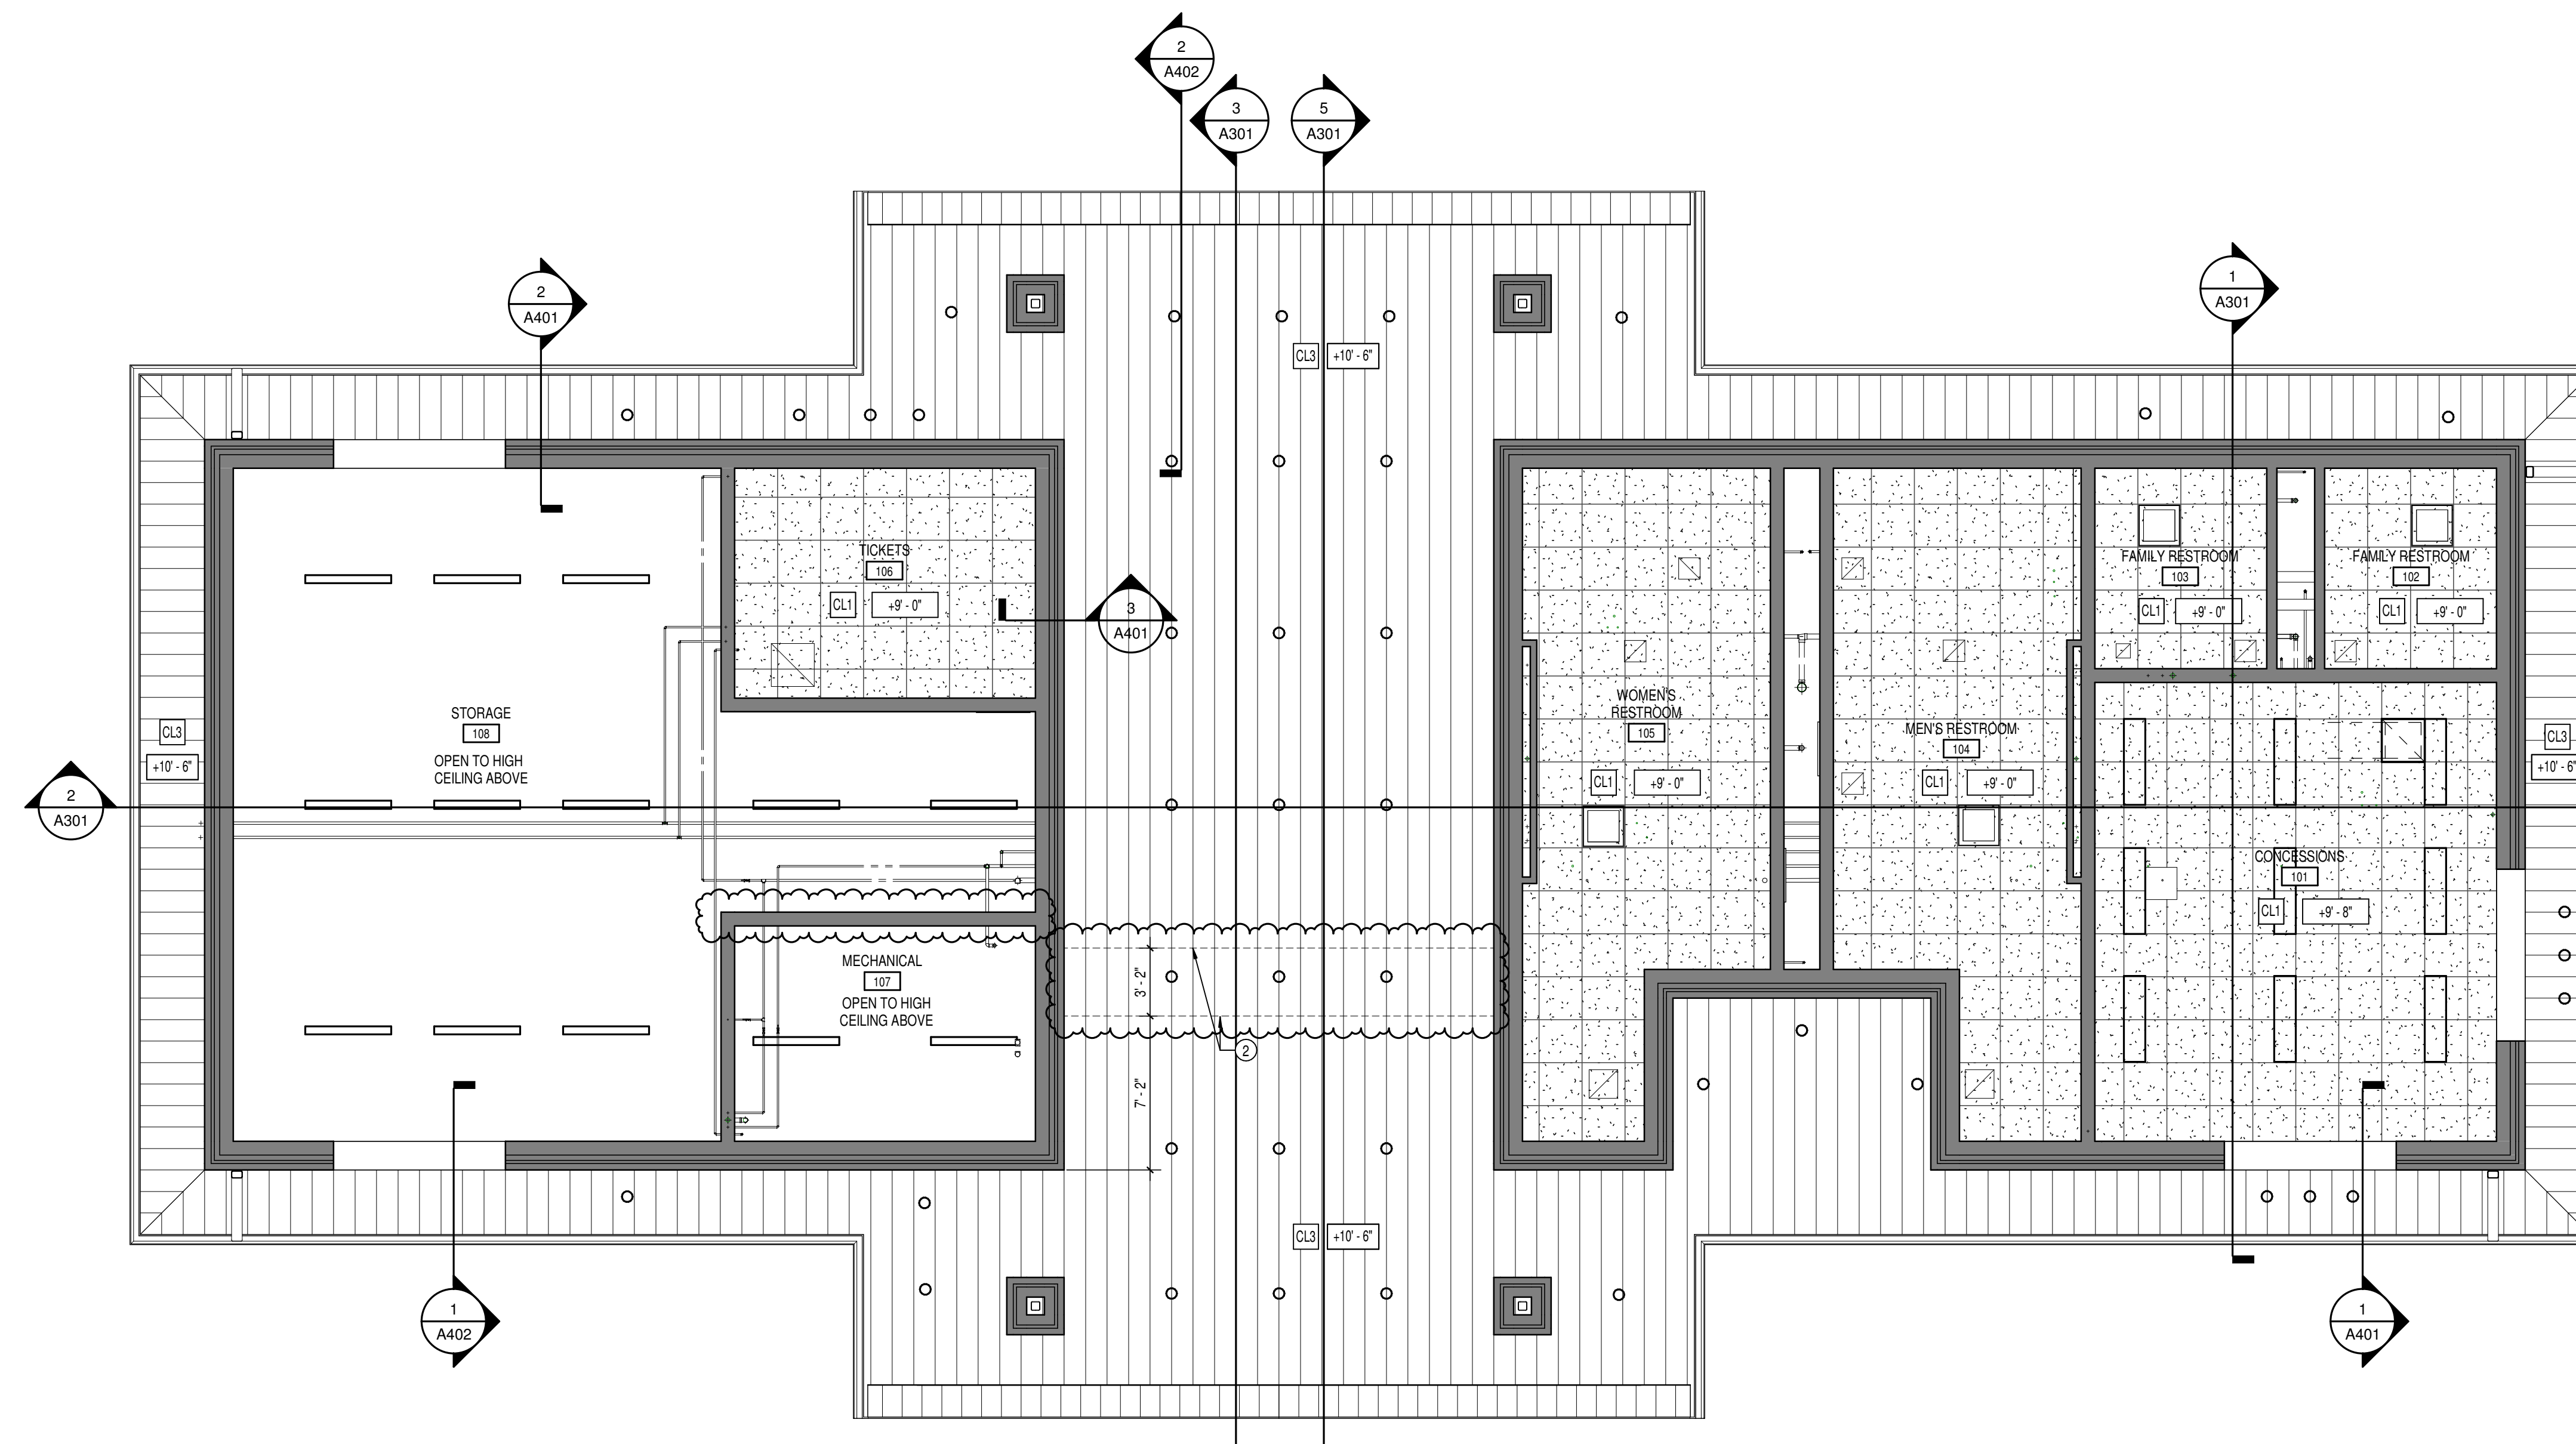 2
A402
3
A301
5
A301
2
A401
1
A301
CL3 +10' - 6"
TICKETS
106
CL1 +9' - 0"
3
A401
FAMILY RESTROOM
103
CL1 +9' - 0"
FAMILY RESTROOM
102
CL1 +9' - 0"
STORAGE
108
OPEN TO HIGH
CEILING ABOVE
CL3
+10' - 6"
2
A301
WOMEN'S
RESTROOM
105
CL1 +9' - 0"
MEN'S RESTROOM
104
CL1 +9' - 0"
CL3
+10' - 6"
CONCESSIONS
101
CL1 +9' - 8"
MECHANICAL
107
OPEN TO HIGH
CEILING ABOVE
3' - 2"
2
7' - 2"
CL3 +10' - 6"
1
A402
1
A401